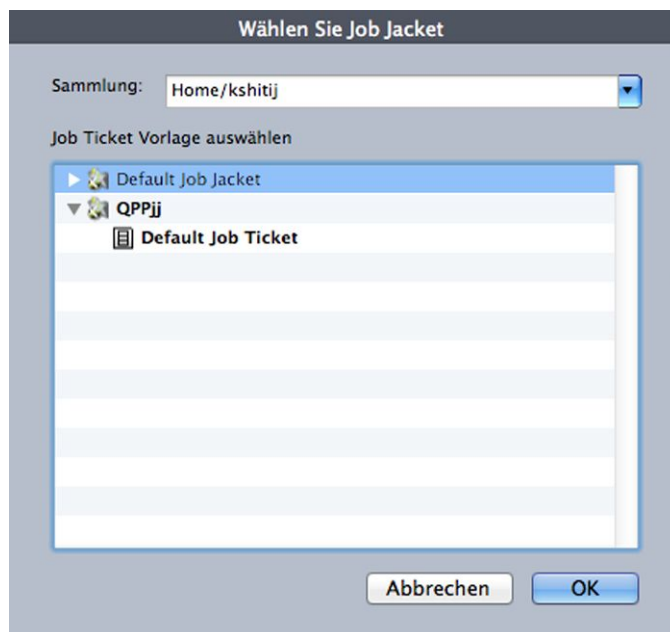 Wählen Sie Job Jacket
Sammlung: Home/kshitij
Job Ticket Vorlage auswählen
Default Job Jacket
QPPjj
Default Job Ticket
Abbrechen OK